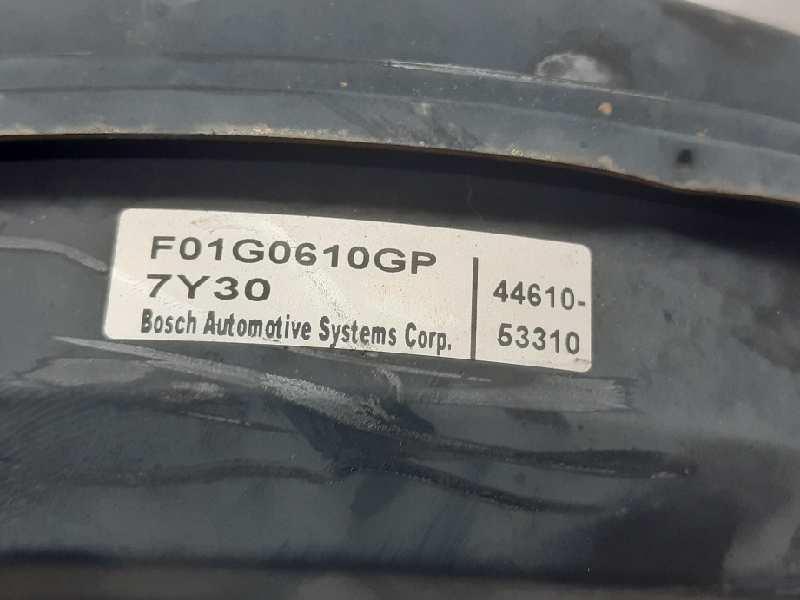 F01G0610GP
7Y30
Bosch Automotive Systems Corp.
44610-
53310